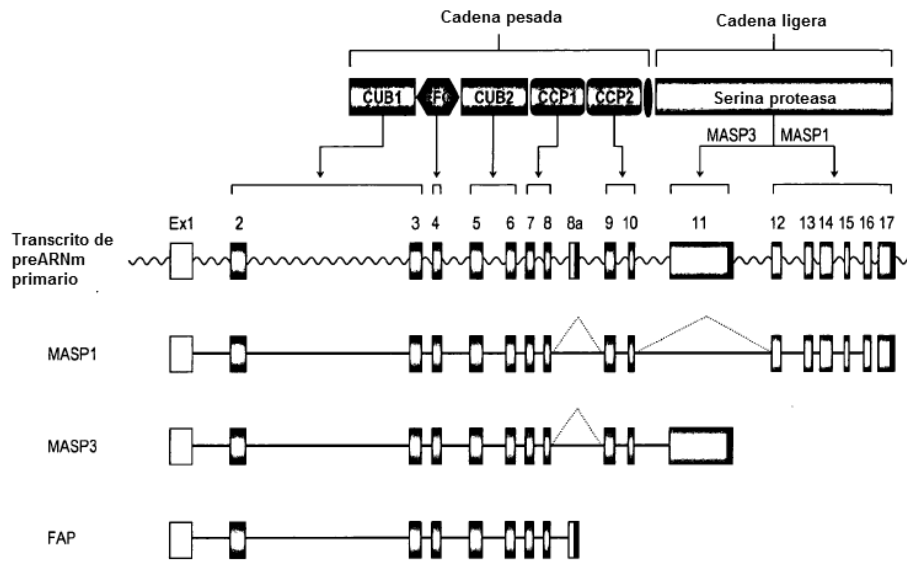 Cadena pesada Cadena ligera
CUB1 EFG CUB2 CCP1 CCP2 Serina proteasa
MASP3 MASP1
Ex1 2 3 4 5 6 7 8 8a 9 10 11 12 13 14 15 16 17
Transcrito de
preARNm
primario
MASP1
MASP3
FAP